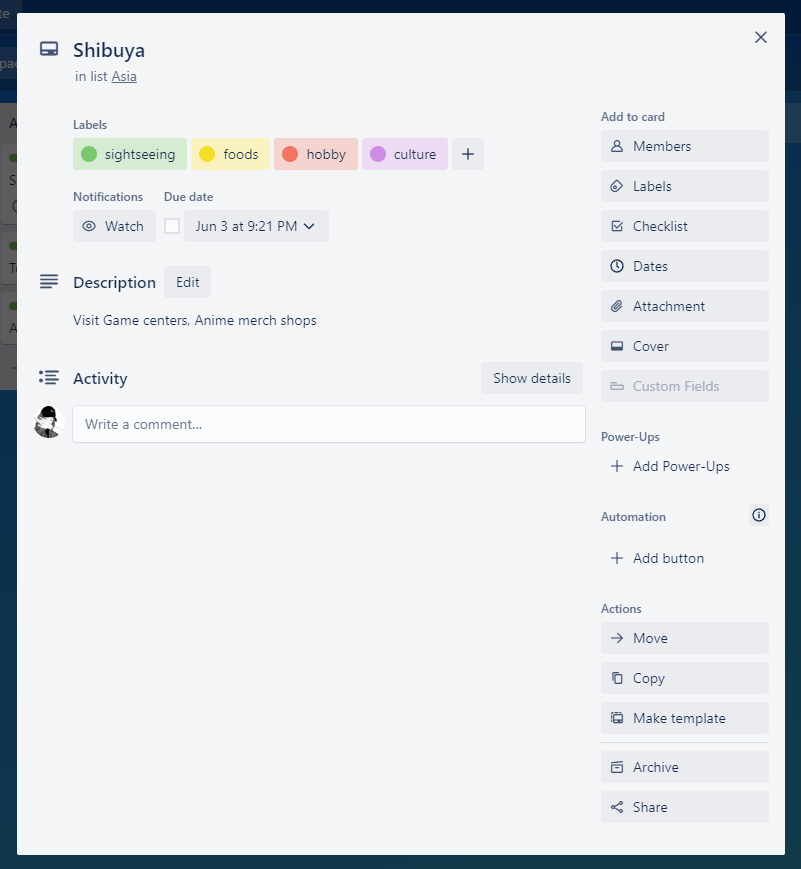 Shibuya
in list Asia
Labels
sightseeing foods hobby culture
Notifications Due date
Watch Jun 3 at 9:21 PM
Description Edit
Visit Game centers, Anime merch shops
Activity Show details
Write a comment...
Add to card
Members
Labels
Checklist
Dates
Attachment
Cover
Custom Fields
Power-Ups
Add Power-Ups
Automation
Add button
Actions
Move
Copy
Make template
Archive
Share